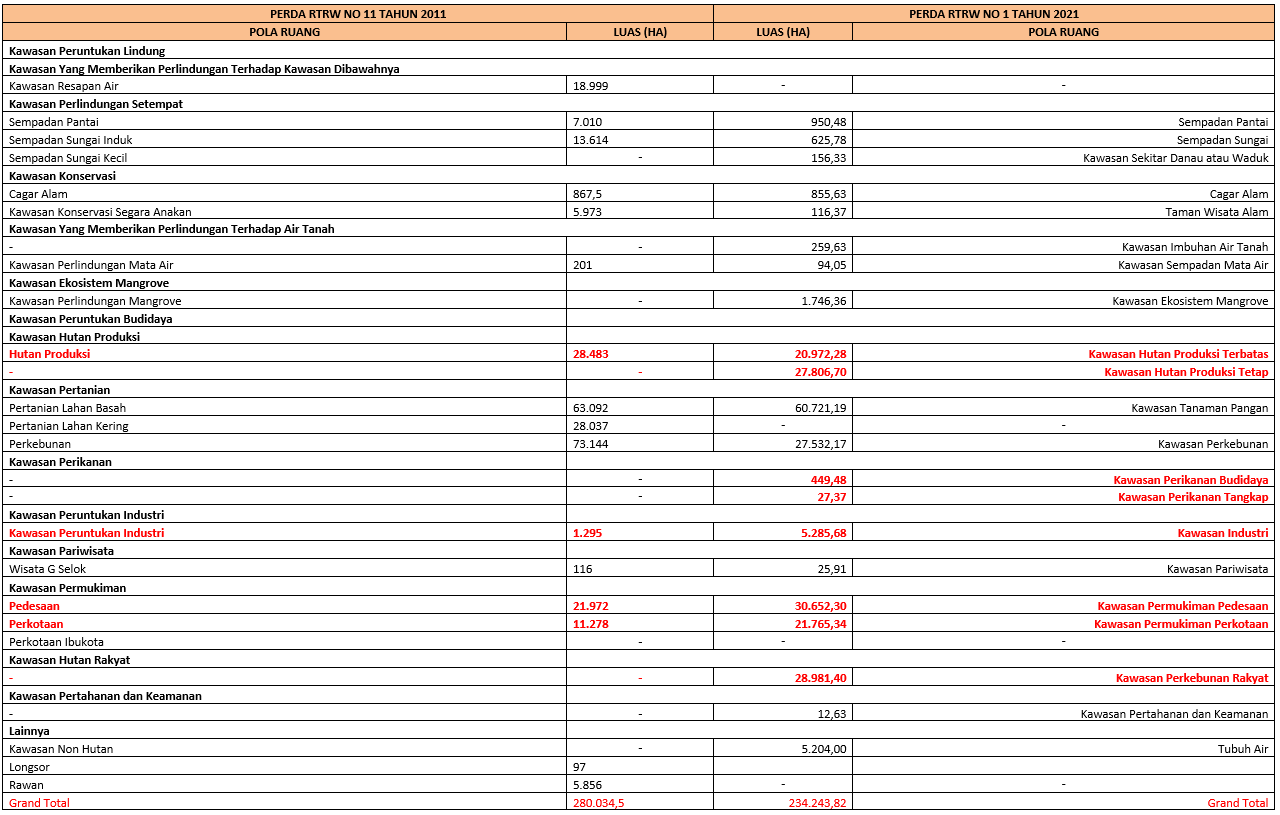 PERDA RTRW NO 11 TAHUN 2011 PERDA RTRW NO 1 TAHUN 2021
POLA RUANG LUAS (HA) LUAS (HA) POLA RUANG
Kawasan Peruntukan Lindung
Kawasan Yang Memberikan Perlindungan Terhadap Kawasan Dibawahnya
Kawasan Resapan Air 18.999 - -
Kawasan Perlindungan Setempat
Sempadan Pantai 7.010 950,48 Sempadan Pantai
Sempadan Sungai Induk 13.614 625,78 Sempadan Sungai
Sempadan Sungai Kecil - 156,33 Kawasan Sekitar Danau atau Waduk
Kawasan Konservasi
Cagar Alam 867,5 855,63 Cagar Alam
Kawasan Konservasi Segara Anakan 5.973 116,37 Taman Wisata Alam
Kawasan Yang Memberikan Perlindungan Terhadap Air Tanah
- - 259,63 Kawasan Imbuhan Air Tanah
Kawasan Perlindungan Mata Air 201 94,05 Kawasan Sempadan Mata Air
Kawasan Ekosistem Mangrove
Kawasan Perlindungan Mangrove - 1.746,36 Kawasan Ekosistem Mangrove
Kawasan Peruntukan Budidaya
Kawasan Hutan Produksi
Hutan Produksi 28.483 20.972,28 Kawasan Hutan Produksi Terbatas
- - 27.806,70 Kawasan Hutan Produksi Tetap
Kawasan Pertanian
Pertanian Lahan Basah 63.092 60.721,19 Kawasan Tanaman Pangan
Pertanian Lahan Kering 28.037 - -
Perkebunan 73.144 27.532,17 Kawasan Perkebunan
Kawasan Perikanan
- - 449,48 Kawasan Perikanan Budidaya
- - 27,37 Kawasan Perikanan Tangkap
Kawasan Peruntukan Industri
Kawasan Peruntukan Industri 1.295 5.285,68 Kawasan Industri
Kawasan Pariwisata
Wisata G Selok 116 25,91 Kawasan Pariwisata
Kawasan Permukiman
Pedesaan 21.972 30.652,30 Kawasan Permukiman Pedesaan
Perkotaan 11.278 21.765,34 Kawasan Permukiman Perkotaan
Perkotaan Ibukota - - -
Kawasan Hutan Rakyat
- - 28.981,40 Kawasan Perkebunan Rakyat
Kawasan Pertahanan dan Keamanan
- - 12,63 Kawasan Pertahanan dan Keamanan
Lainnya
Kawasan Non Hutan - 5.204,00 Tubuh Air
Longsor 97
Rawan 5.856 - -
Grand Total 280.034,5 234.243,82 Grand Total